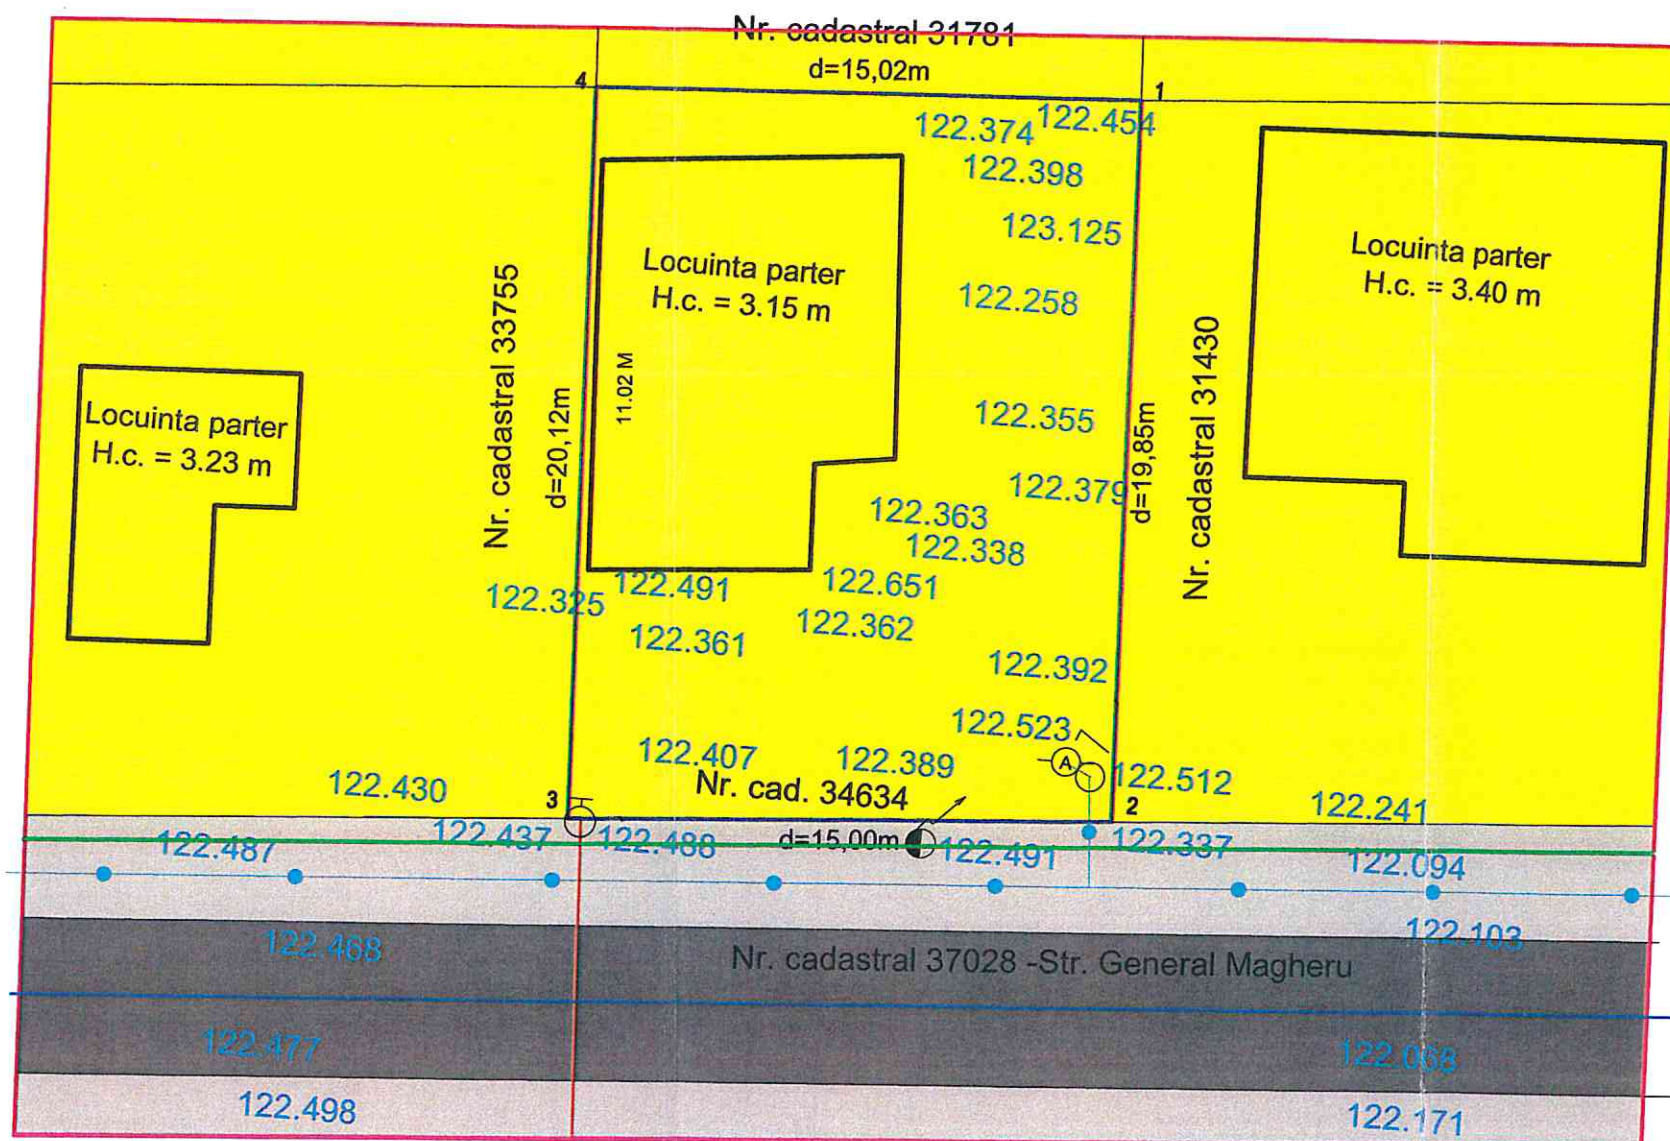 Nr. cadastral 31781
d=15,02m
4
1
122.374
122.454
122.398
123.125
Locuinta parter
H.c. = 3.15 m
Locuinta parter
H.c. = 3.40 m
122.258
Nr. cadastral 33755
d=20,12m
11.02 M
122.355
d=19,85m
Nr. cadastral 31430
Locuinta parter
H.c. = 3.23 m
122.379
122.363
122.338
122.325
122.491
122.651
122.361
122.362
122.392
122.523
122.407
122.389
A
122.512
122.430
3
Nr. cad. 34634
2
122.241
122.487
122.437
122.488
d=15,00m
122.491
122.337
122.094
122.468
122.103
Nr. cadastral 37028 -Str. General Magheru
122.477
122.068
122.498
122.171